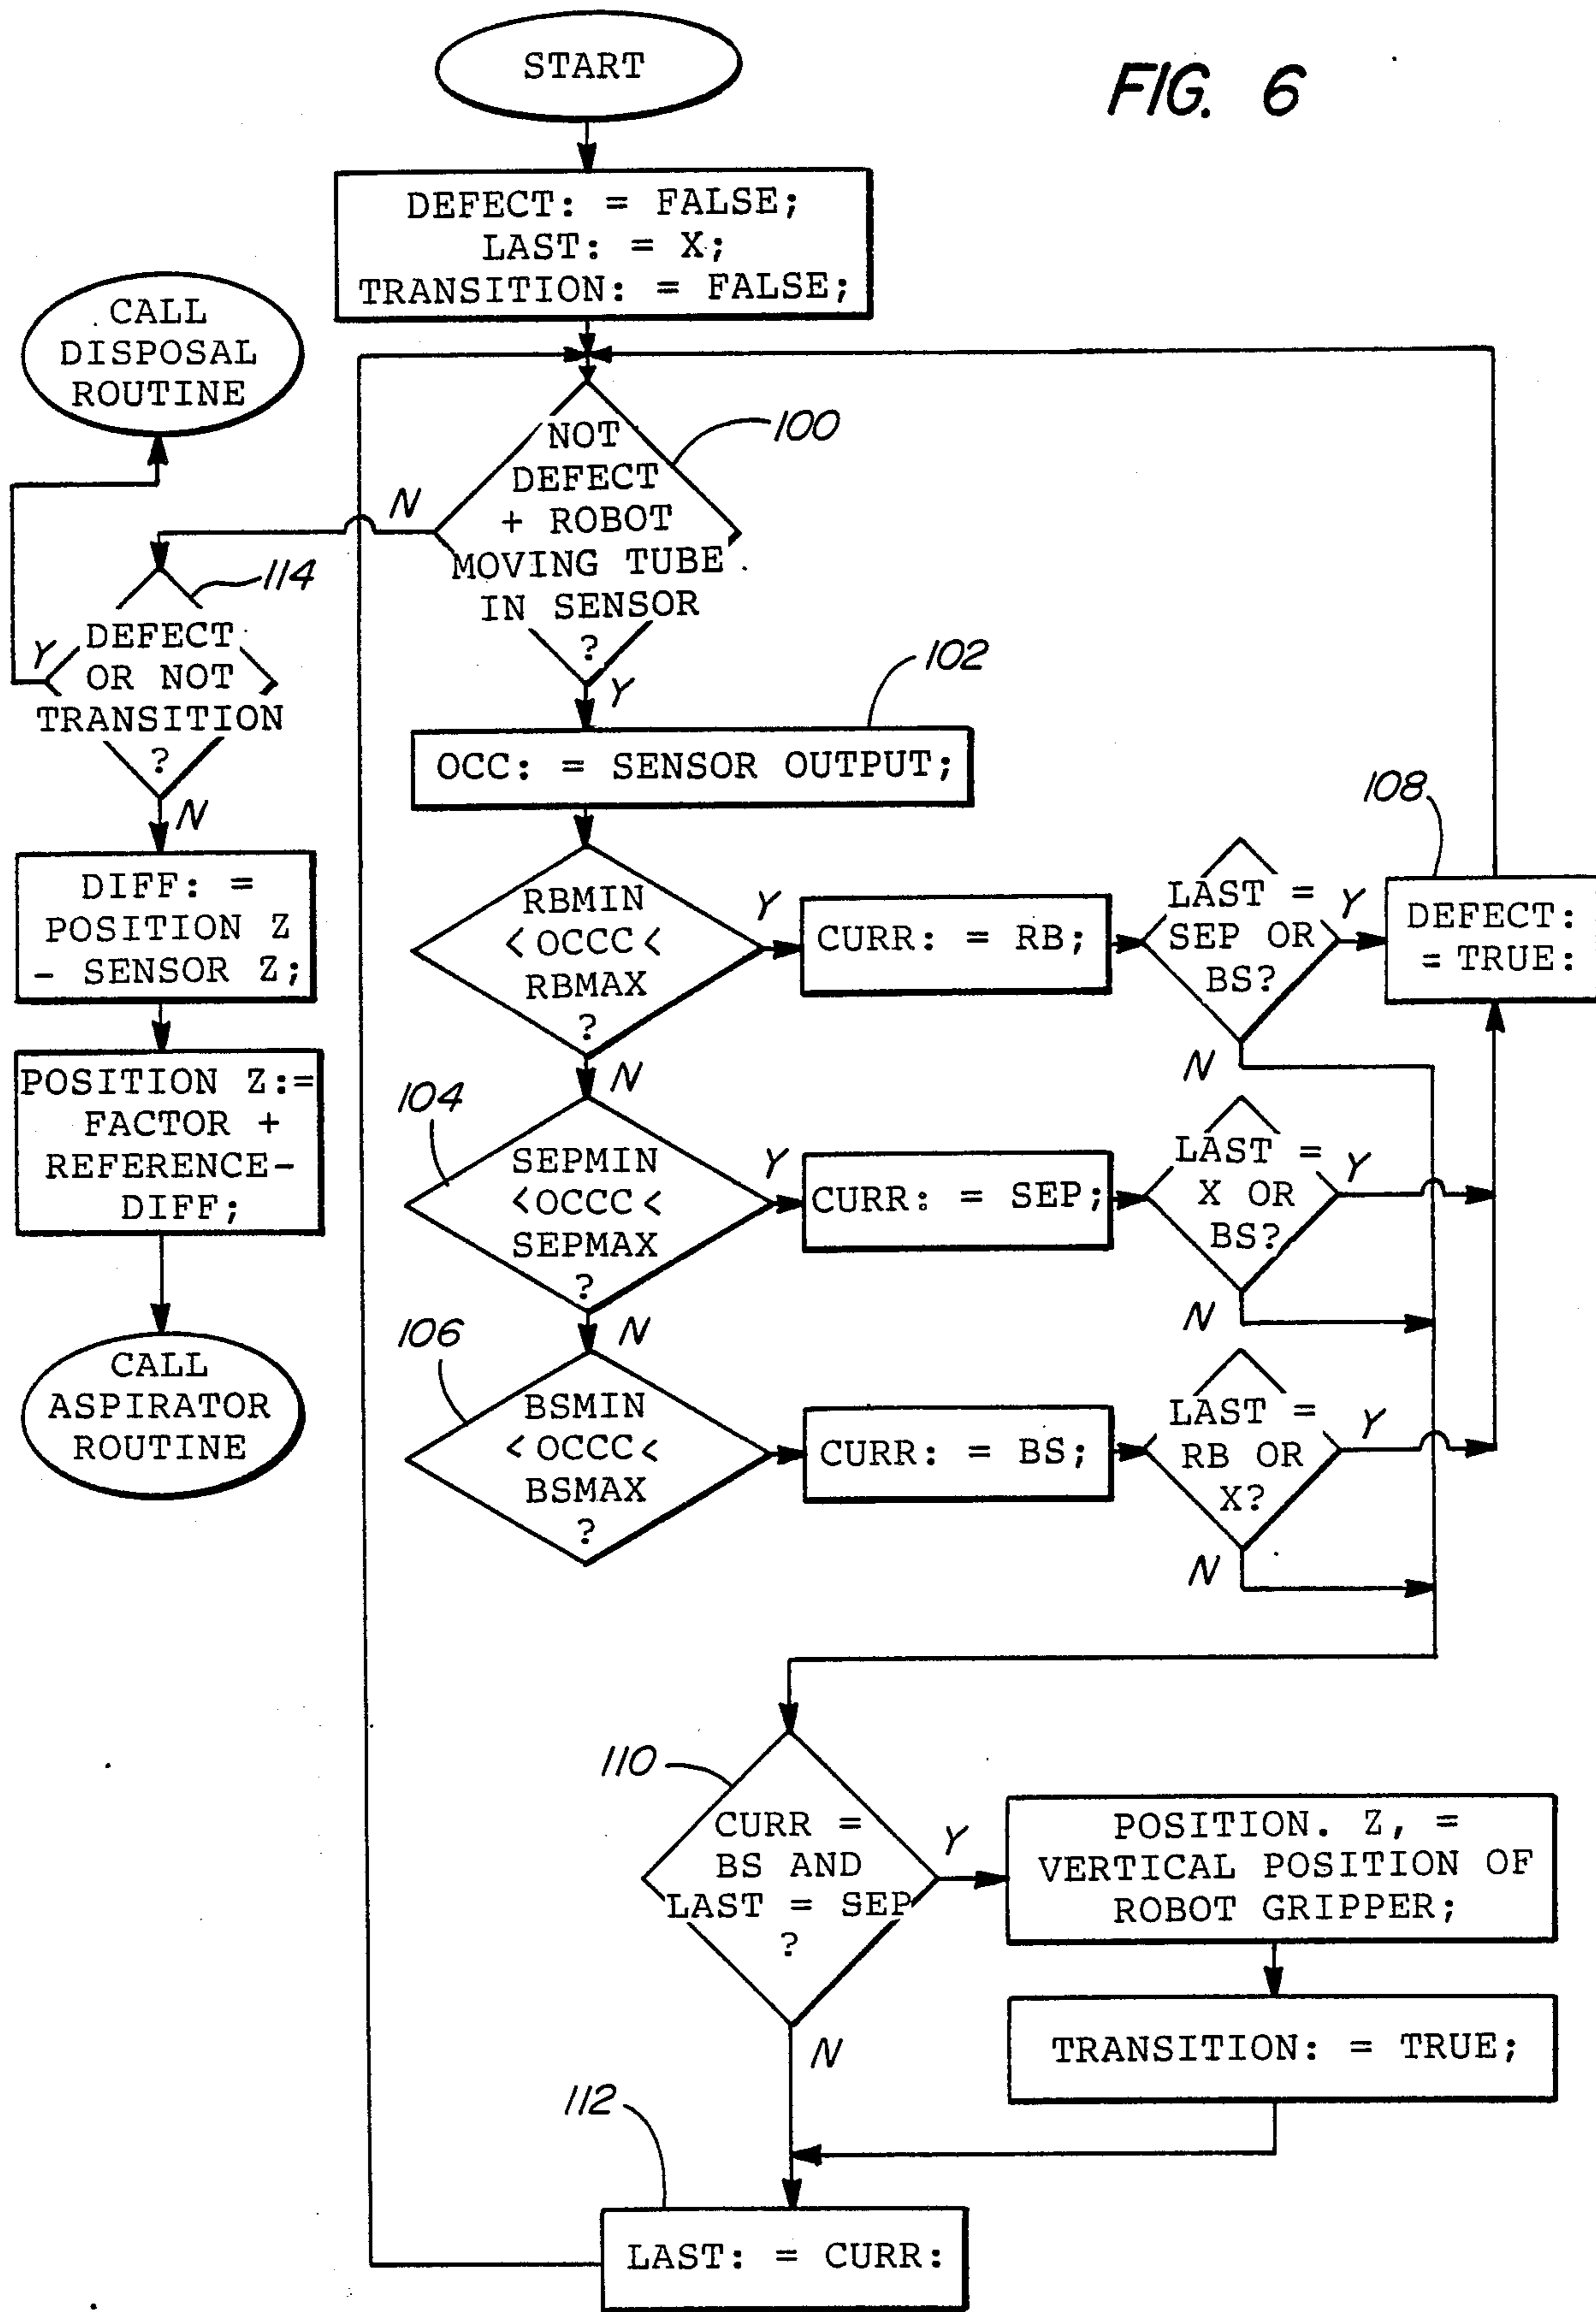 FIG. 6
START
DEFECT: = FALSE;
LAST: = X;
TRANSITION: = FALSE;
CALL
DISPOSAL
ROUTINE
100
NOT
DEFECT
+ ROBOT
MOVING TUBE
IN SENSOR
?
N
Y
114
DEFECT
OR NOT
TRANSITION
?
Y
N
102
OCC: = SENSOR OUTPUT;
DIFF: =
POSITION Z
- SENSOR Z;
POSITION Z:=
FACTOR +
REFERENCE-
DIFF;
CALL
ASPIRATOR
ROUTINE
RBMIN
< OCCC <
RBMAX
?
Y
N
CURR: = RB;
LAST =
SEP OR
BS?
Y
N
108
DEFECT:
= TRUE:
104
SEPMIN
< OCCC <
SEPMAX
?
Y
N
CURR: = SEP;
LAST =
X OR
BS?
Y
N
106
BSMIN
< OCCC <
BSMAX
?
CURR: = BS;
LAST =
RB OR
X?
Y
N
110
CURR =
BS AND
LAST = SEP
?
Y
N
POSITION. Z, =
VERTICAL POSITION OF
ROBOT GRIPPER;
TRANSITION: = TRUE;
112
LAST: = CURR: